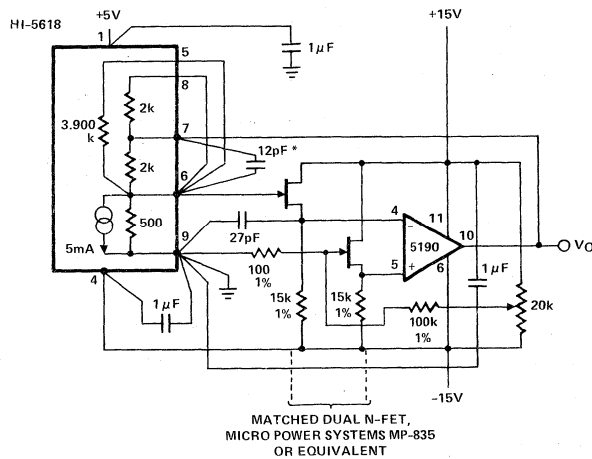 HI-5618
+5V
1
1µF
5
8
2k
3.900
k
7
2k
12pF *
6
500
5mA
9
27pF
4
1µF
100
1%
15k
1%
15k
1%
+15V
4
11
5190
10
VO
5
6
1µF
100k
1%
20k
-15V
−
+
MATCHED DUAL N-FET,
MICRO POWER SYSTEMS MP-835
OR EQUIVALENT